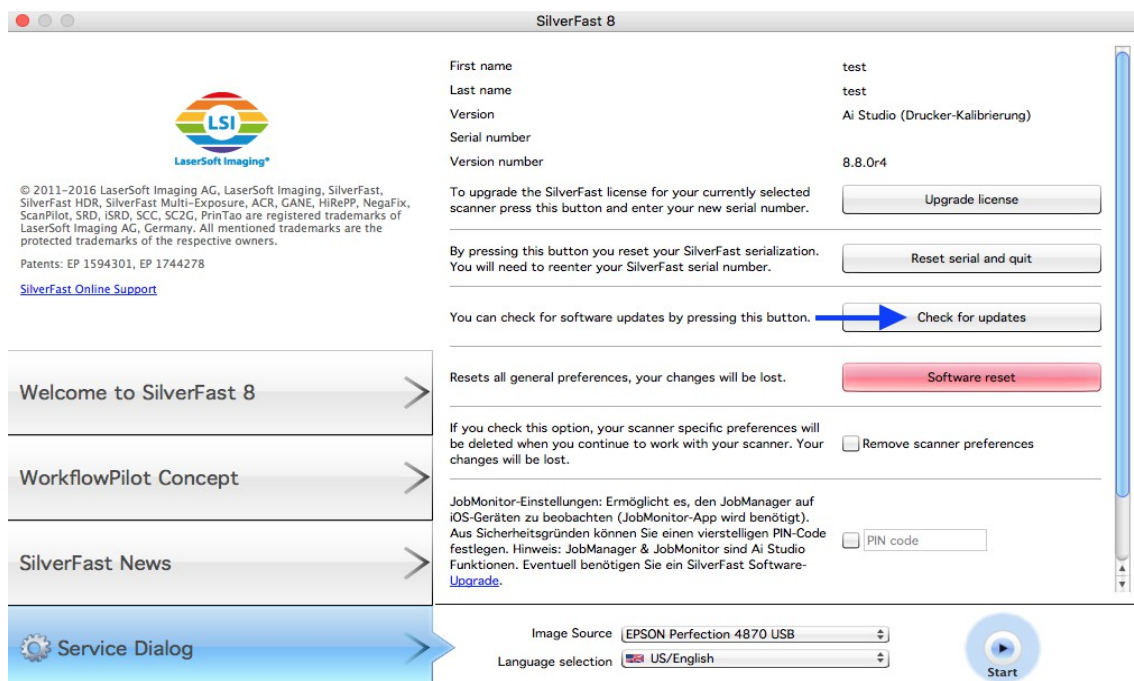 SilverFast 8
LSI
LaserSoft Imaging®
© 2011-2016 LaserSoft Imaging AG, LaserSoft Imaging, SilverFast,
SilverFast HDR, SilverFast Multi-Exposure, ACR, GANE, HiRePP, NegaFix,
ScanPilot, SRD, iSRD, SCC, SC2G, PrinTao are registered trademarks of
LaserSoft Imaging AG, Germany. All mentioned trademarks are the
protected trademarks of the respective owners.
Patents: EP 1594301, EP 1744278
SilverFast Online Support
Welcome to SilverFast 8
WorkflowPilot Concept
SilverFast News
Service Dialog
First name test
Last name test
Version Ai Studio (Drucker-Kalibrierung)
Serial number
Version number 8.8.0r4
To upgrade the SilverFast license for your currently selected
scanner press this button and enter your new serial number.
Upgrade license
By pressing this button you reset your SilverFast serialization.
You will need to reenter your SilverFast serial number.
Reset serial and quit
You can check for software updates by pressing this button.
Check for updates
Resets all general preferences, your changes will be lost.
Software reset
If you check this option, your scanner specific preferences will
be deleted when you continue to work with your scanner. Your
changes will be lost.
Remove scanner preferences
JobMonitor-Einstellungen: Ermöglicht es, den JobManager auf
iOS-Geräten zu beobachten (JobMonitor-App wird benötigt).
Aus Sicherheitsgründen können Sie einen vierstelligen PIN-Code
festlegen. Hinweis: JobManager & JobMonitor sind Ai Studio
Funktionen. Eventuell benötigen Sie ein SilverFast Software-
Upgrade.
PIN code
Image Source EPSON Perfection 4870 USB
Language selection US/English
Start